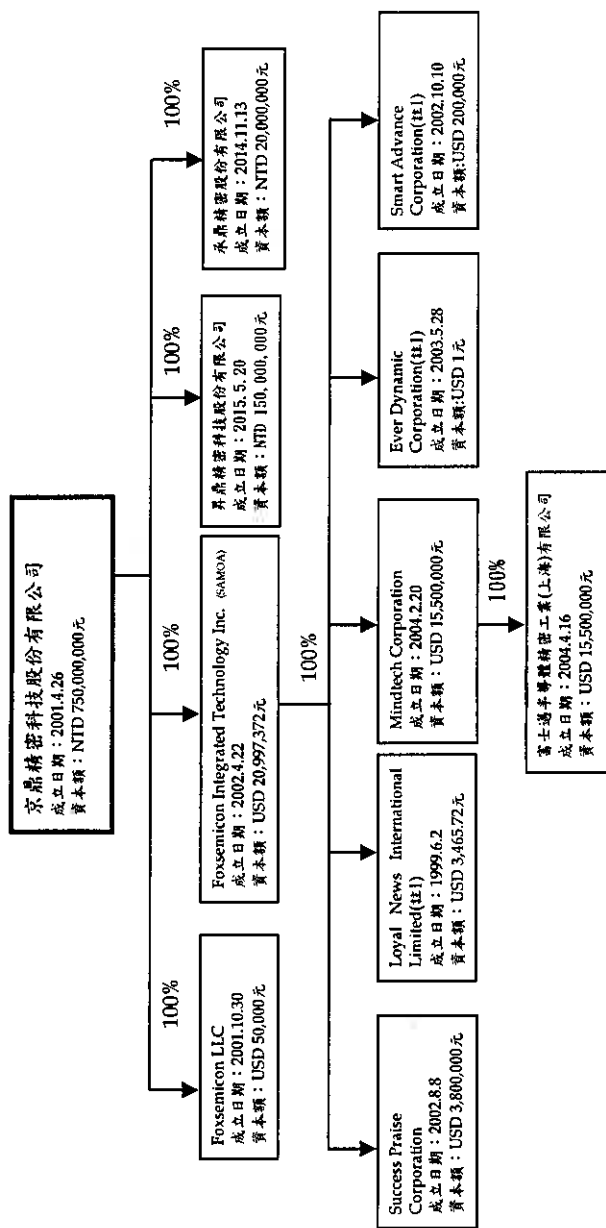 京鼎精密科技股份有限公司
成立日期：2001.4.26
資本額：NTD 750,000,000元
100%
100%
100%
100%
Foxsemicon LLC
成立日期：2001.10.30
資本額：USD 50,000元
Foxsemicon Integrated Technology Inc. (SAMOA)
成立日期：2002.4.22
資本額：USD 20,997,372元
昇鼎精密科技股份有限公司
成立日期：2015.5.20
資本額：NTD 150,000,000元
承鼎精密股份有限公司
成立日期：2014.11.13
資本額：NTD 20,000,000元
100%
Success Praise
Corporation
成立日期：2002.8.8
資本額：USD 3,800,000元
Loyal News International
Limited(註1)
成立日期：1999.6.2
資本額：USD 3,465.72元
Mindtech Corporation
成立日期：2004.2.20
資本額：USD 15,500,000元
Ever Dynamic
Corporation(註1)
成立日期：2003.5.28
資本額:USD 1元
Smart Advance
Corporation(註1)
成立日期：2002.10.10
資本額:USD 200,000元
100%
富士邁半導體精密工業(上海)有限公司
成立日期：2004.4.16
資本額：USD 15,500,000元